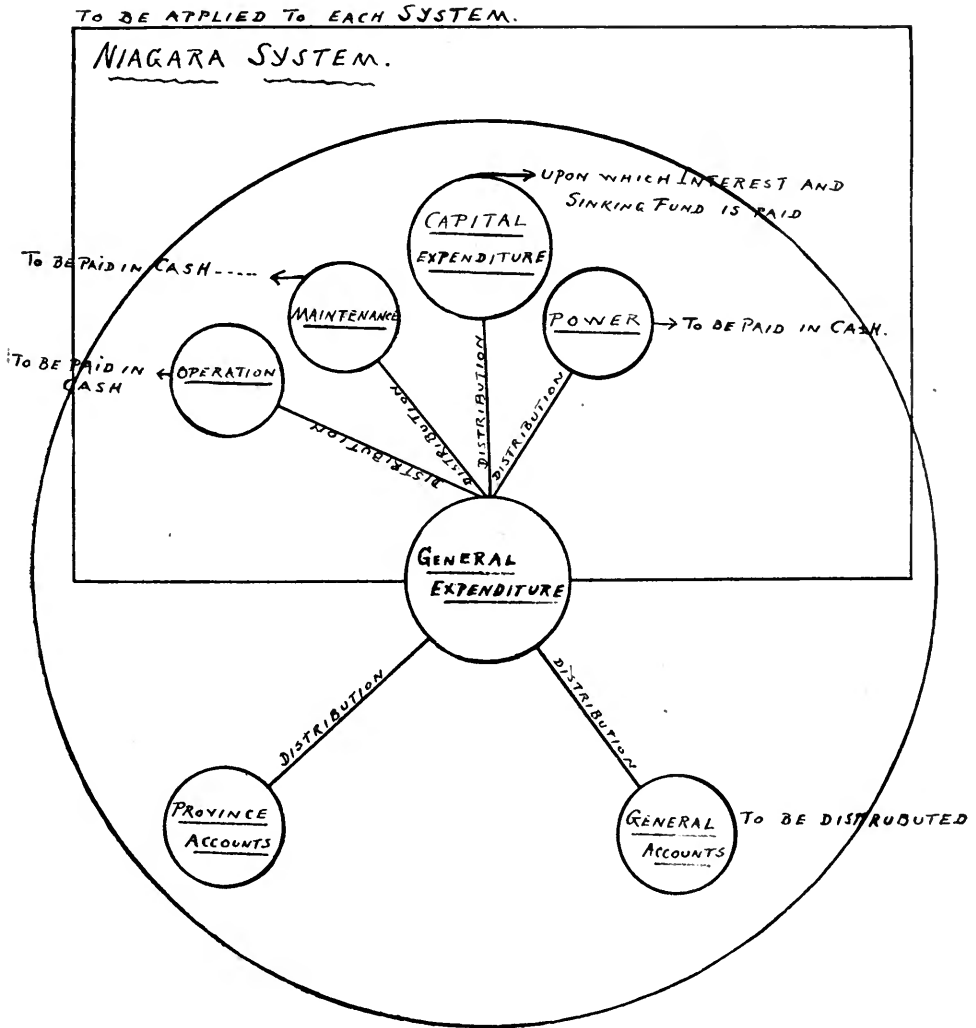 TO BE APPLIED TO EACH SYSTEM.
NIAGARA SYSTEM.
UPON WHICH INTEREST AND
SINKING FUND IS PAID
CAPITAL
EXPENDITURE
TO BE PAID IN CASH.....
MAINTENANCE
POWER
TO BE PAID IN CASH.
TO BE PAID IN
CASH
OPERATION
DISTRIBUTION
DISTRIBUTION
DISTRIBUTION
DISTRIBUTION
GENERAL
EXPENDITURE
DISTRIBUTION
DISTRIBUTION
PROVINCE
ACCOUNTS
GENERAL
ACCOUNTS
TO BE DISTRUBUTED